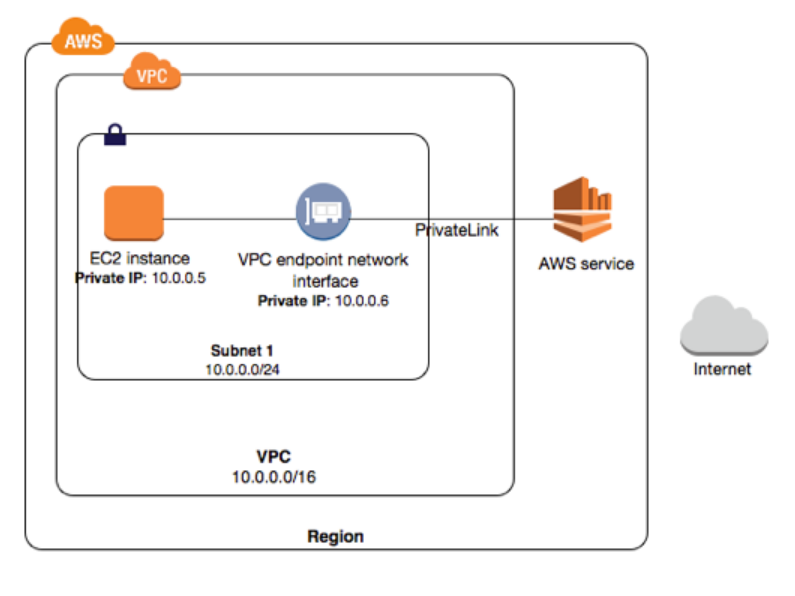 AWS
VPC
EC2 instance
Private IP: 10.0.0.5
VPC endpoint network
interface
Private IP: 10.0.0.6
PrivateLink
AWS service
Subnet 1
10.0.0.0/24
Internet
VPC
10.0.0.0/16
Region